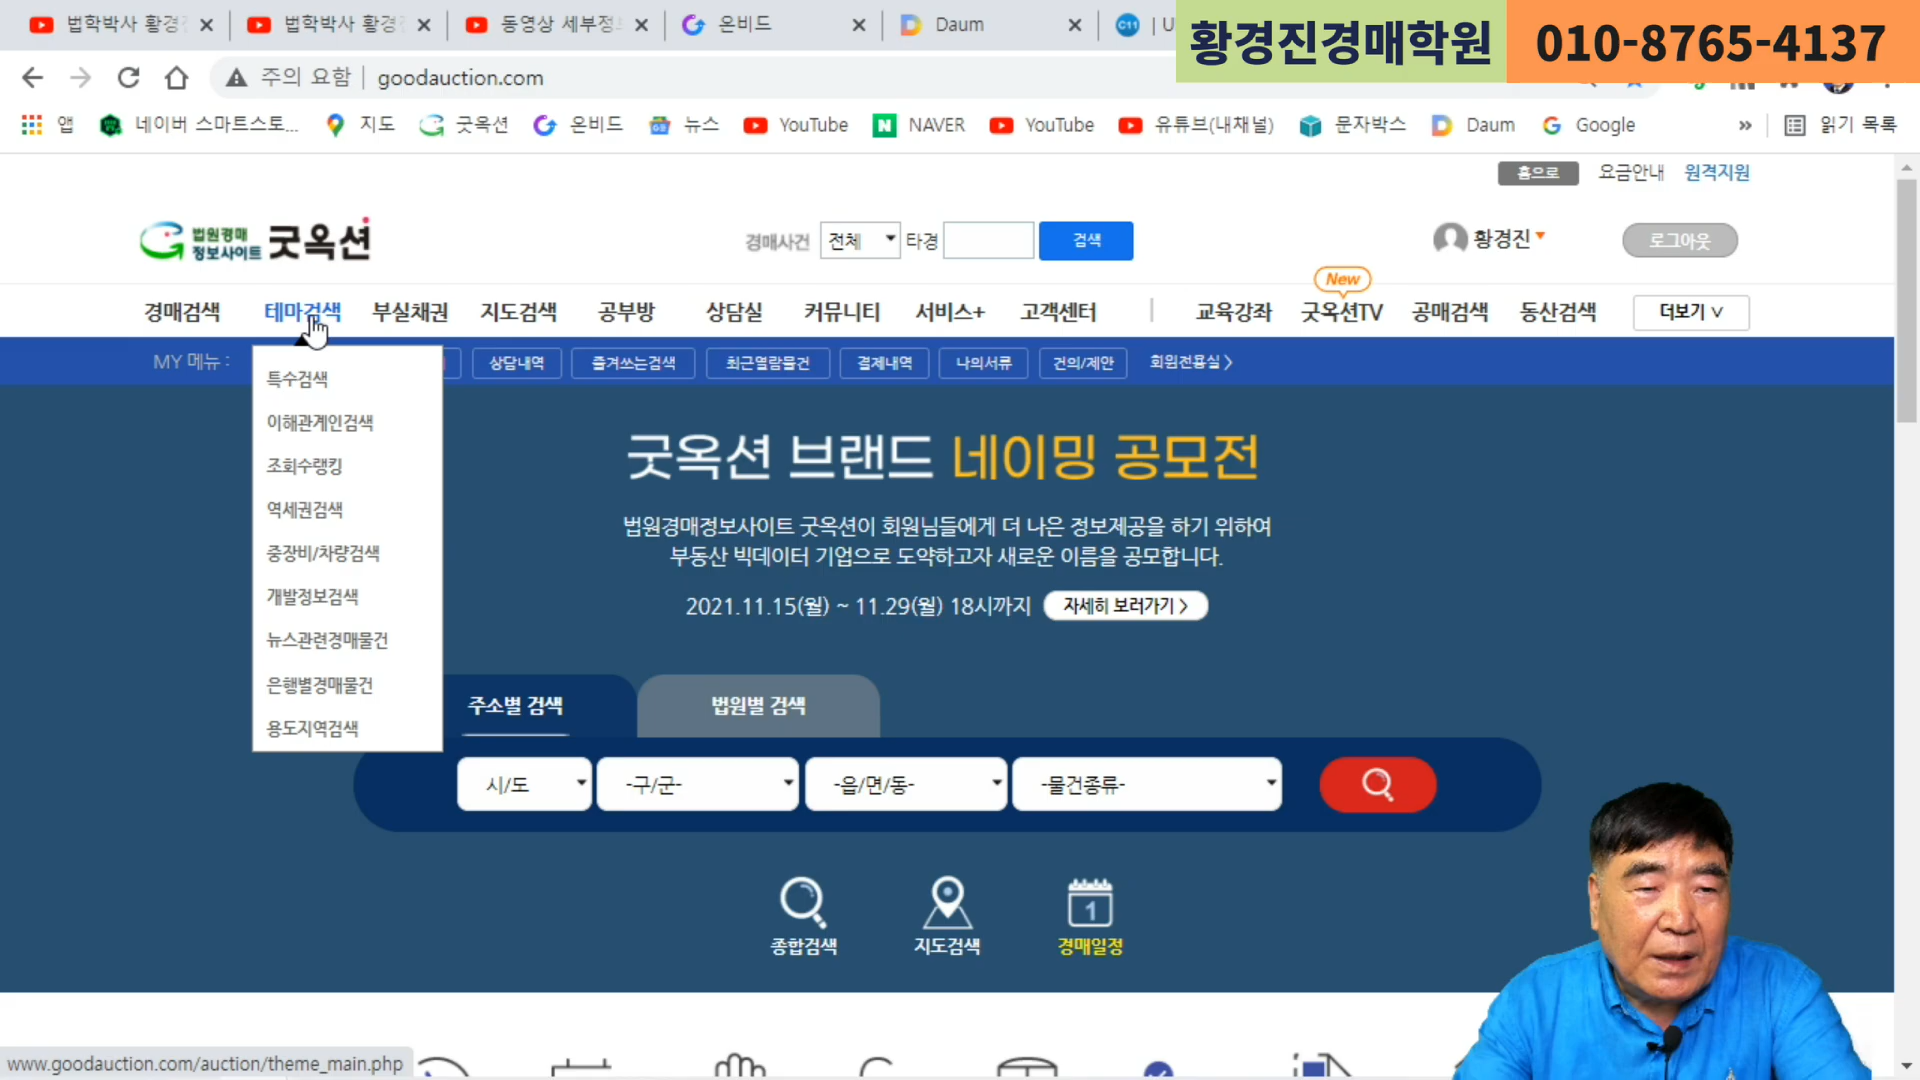 법학박사 황경진
법학박사 황경진
동영상 세부정보
온비드
Daum
황경진경매학원
010-8765-4137
주의 요함
goodauction.com
앱
네이버 스마트스토...
지도
굿옥션
온비드
뉴스
YouTube
NAVER
YouTube
유튜브(내채널)
문자박스
Daum
Google
»
읽기 목록
홈으로
요금안내
원격지원
법원경매
정보사이트
굿옥션
경매사건
전체
타경
검색
황경진
로그아웃
New
경매검색
테마검색
부실채권
지도검색
공부방
상담실
커뮤니티
서비스+
고객센터
교육강좌
굿옥션TV
공매검색
동산검색
더보기 ∨
MY 메뉴 :
상담내역
즐겨쓰는검색
최근열람물건
결제내역
나의서류
건의/제안
회원전용실 >
특수검색
이해관계인검색
조회수랭킹
역세권검색
중장비/차량검색
개발정보검색
뉴스관련경매물건
은행별경매물건
용도지역검색
굿옥션 브랜드 네이밍 공모전
법원경매정보사이트 굿옥션이 회원님들에게 더 나은 정보제공을 하기 위하여
부동산 빅데이터 기업으로 도약하고자 새로운 이름을 공모합니다.
2021.11.15(월) ~ 11.29(월) 18시까지
자세히 보러가기 >
주소별 검색
법원별 검색
시/도
-구/군-
-읍/면/동-
-물건종류-
종합검색
지도검색
1
경매일정
www.goodauction.com/auction/theme_main.php